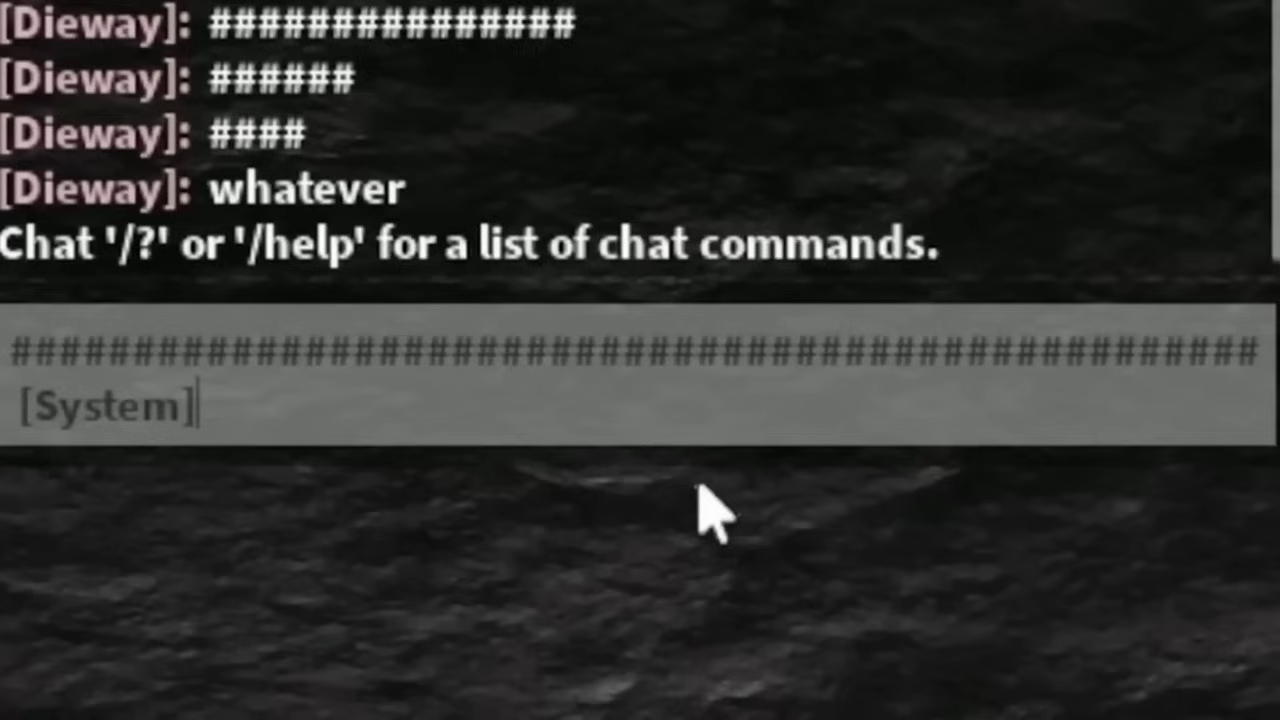 [Dieway]: ###############
[Dieway]: ######
[Dieway]: ####
[Dieway]: whatever
Chat '/?' or '/help' for a list of chat commands.
###################################################
[System]